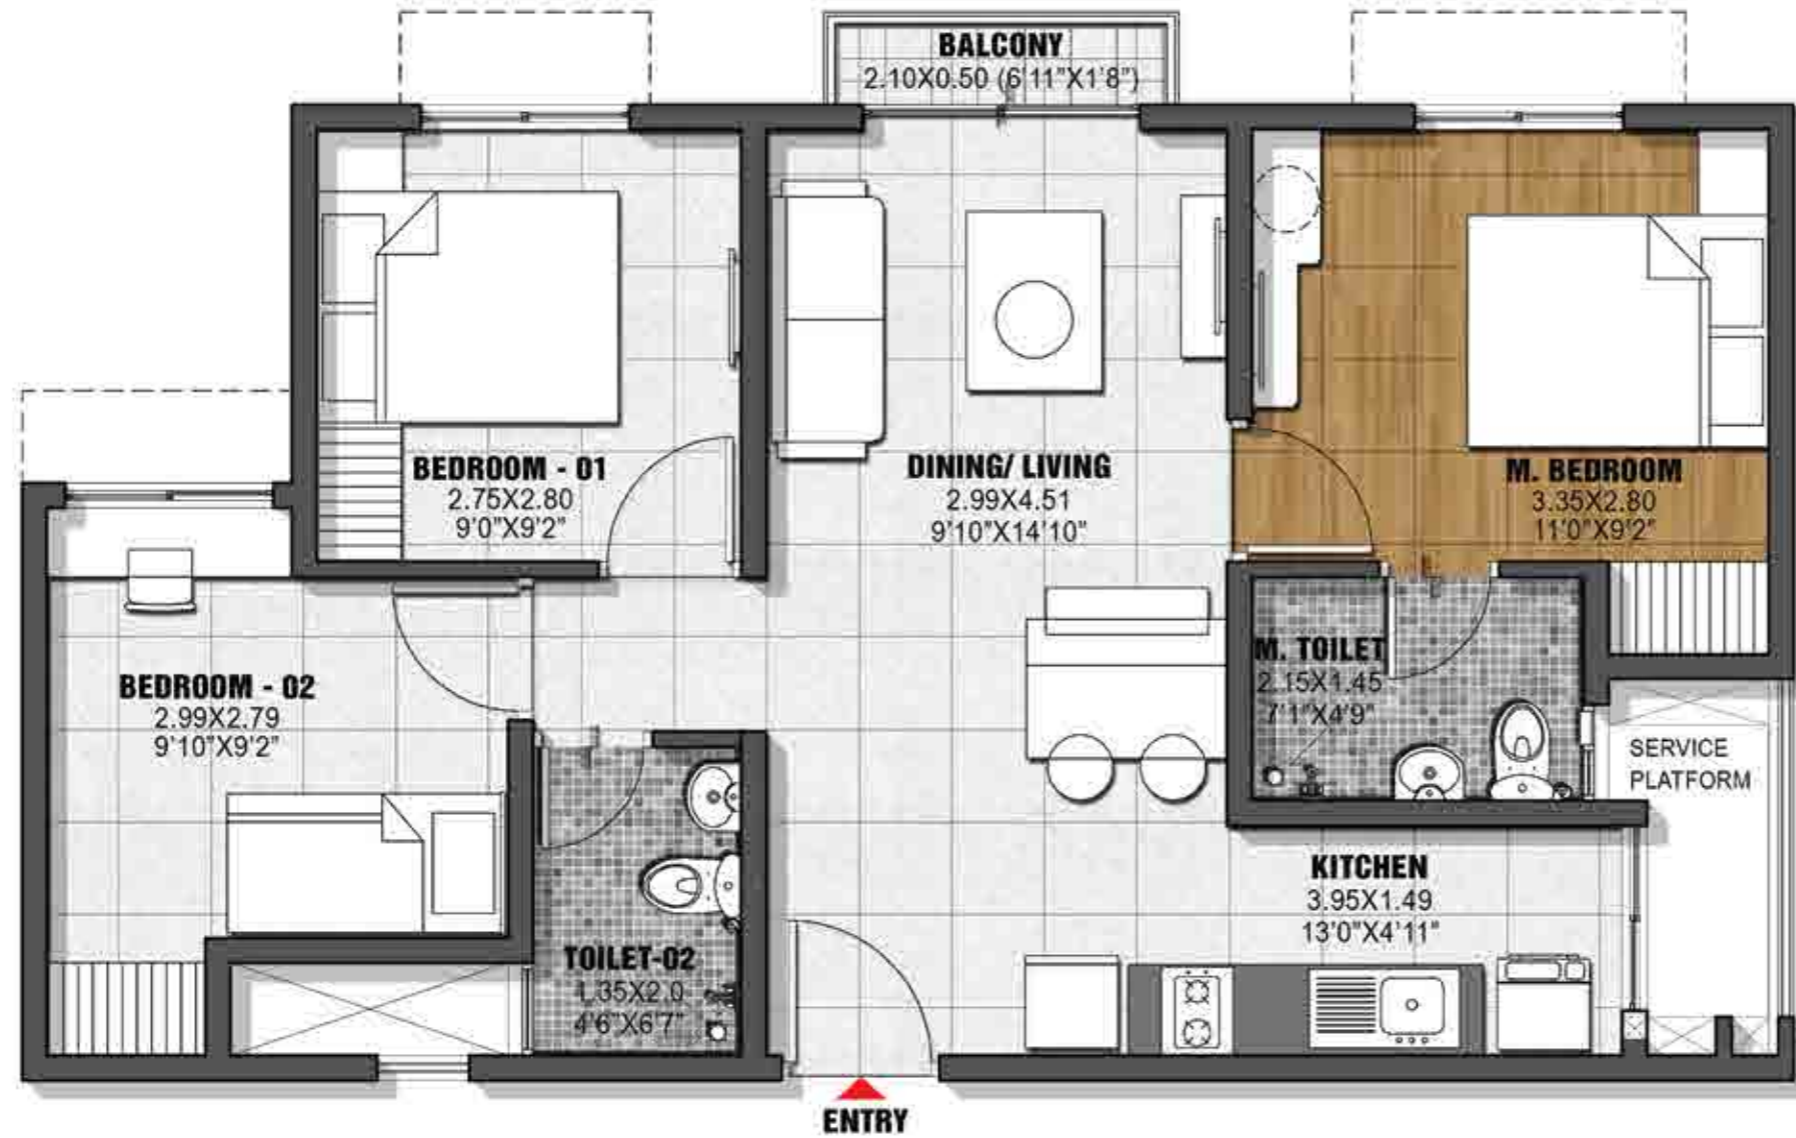 BALCONY
2.10X0.50 (6'11"X1'8")
BEDROOM - 01
2.75X2.80
9'0"X9'2"
DINING/ LIVING
2.99X4.51
9'10"X14'10"
M. BEDROOM
3.35X2.80
11'0"X9'2"
BEDROOM - 02
2.99X2.79
9'10"X9'2"
M. TOILET
2.15X1.45
7'1"X4'9"
SERVICE
PLATFORM
KITCHEN
3.95X1.49
13'0"X4'11"
TOILET-02
1.35X2.0
4'6"X6'7"
ENTRY